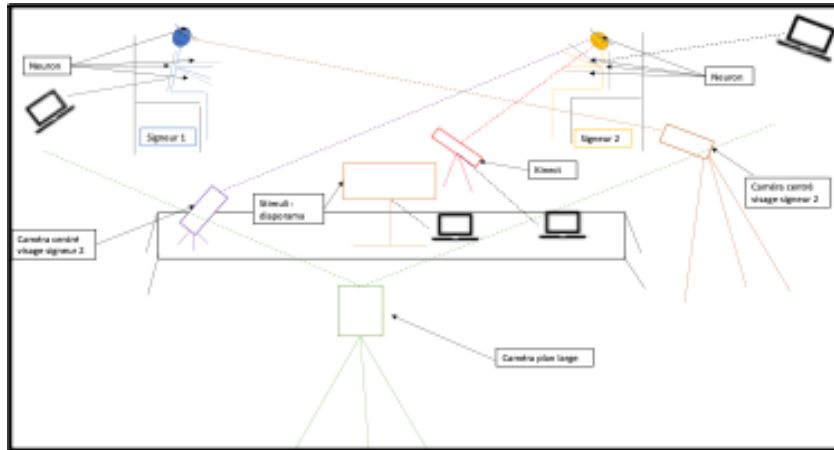 Neuron
Neuron
Signeur 1
Signeur 2
Kinect
Caméra centré
visage signeur 2
Stimuli :
diaporama
Caméra centré
visage signeur 2
Caméra plan large